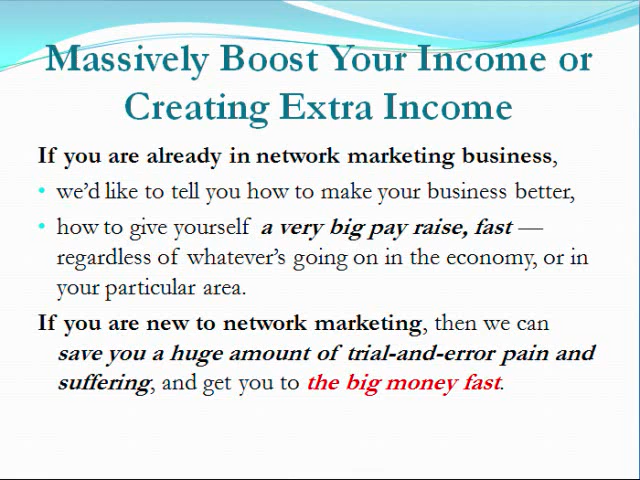 Massively Boost Your Income or
Creating Extra Income
If you are already in network marketing business,
• we’d like to tell you how to make your business better,
• how to give yourself a very big pay raise, fast —
regardless of whatever’s going on in the economy, or in
your particular area.
If you are new to network marketing, then we can
save you a huge amount of trial-and-error pain and
suffering, and get you to the big money fast.